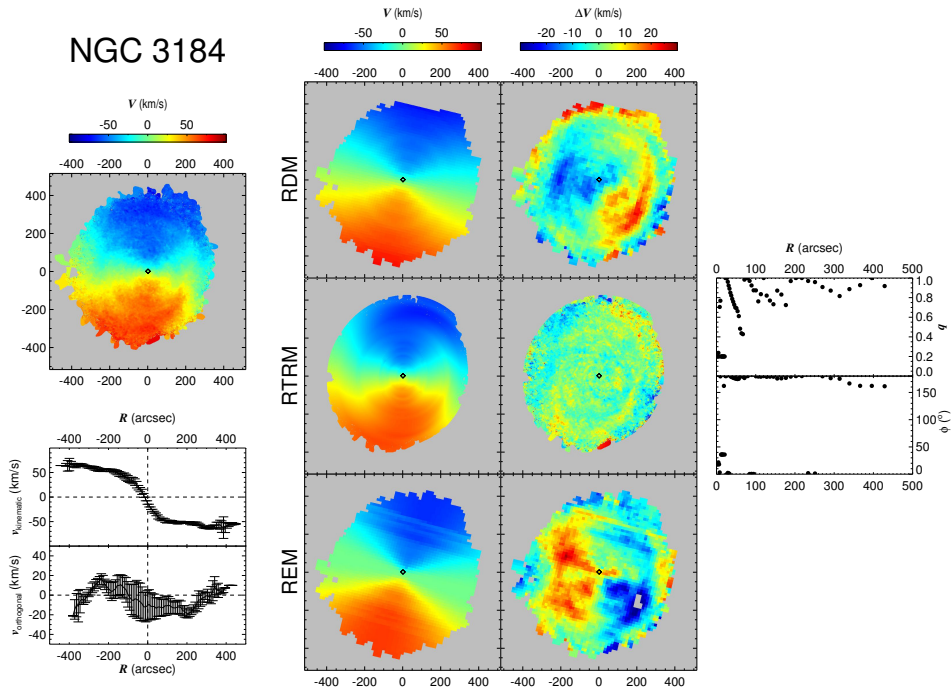 NGC 3184
V (km/s)
-50 0 50
-400 -200 0 200 400
400
200
0
-200
-400
-400 -200 0 200 400
R (arcsec)
-400 -200 0 200 400
50
0
-50
vkinematic (km/s)
40
20
0
-20
-40
vorthogonal (km/s)
-400 -200 0 200 400
R (arcsec)
V (km/s)
-50 0 50
-400 -200 0 200 400
ΔV (km/s)
-20 -10 0 10 20
-400 -200 0 200 400
RDM
RTRM
REM
-400 -200 0 200 400
-400 -200 0 200 400
R (arcsec)
0 100 200 300 400 500
1.0
0.8
0.6
0.4
0.2
0.0
q
150
100
50
0
ϕ (°)
0 100 200 300 400 500